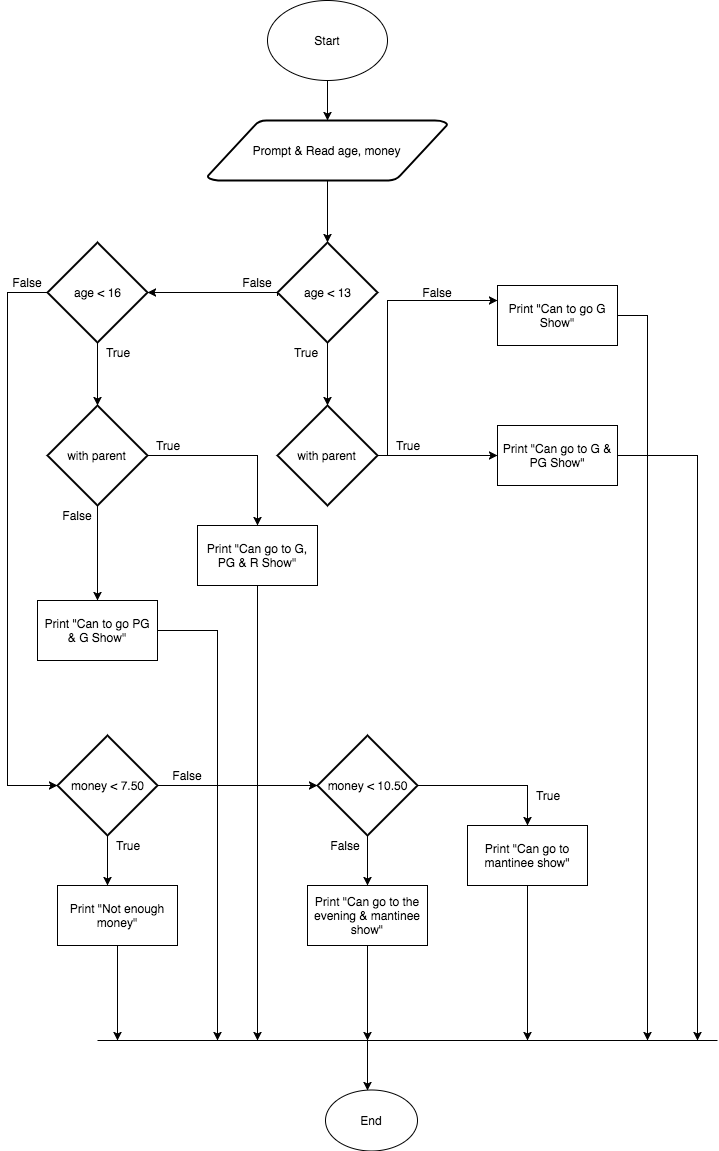 Start
Prompt & Read age, money
False
age < 16
False
age < 13
False
Print "Can to go G
Show"
True
True
with parent
True
with parent
True
Print "Can go to G &
PG Show"
False
Print "Can go to G,
PG & R Show"
Print "Can to go PG
& G Show"
money < 7.50
False
money < 10.50
True
True
False
Print "Can go to
mantinee show"
Print "Not enough
money"
Print "Can go to the
evening & mantinee
show"
End